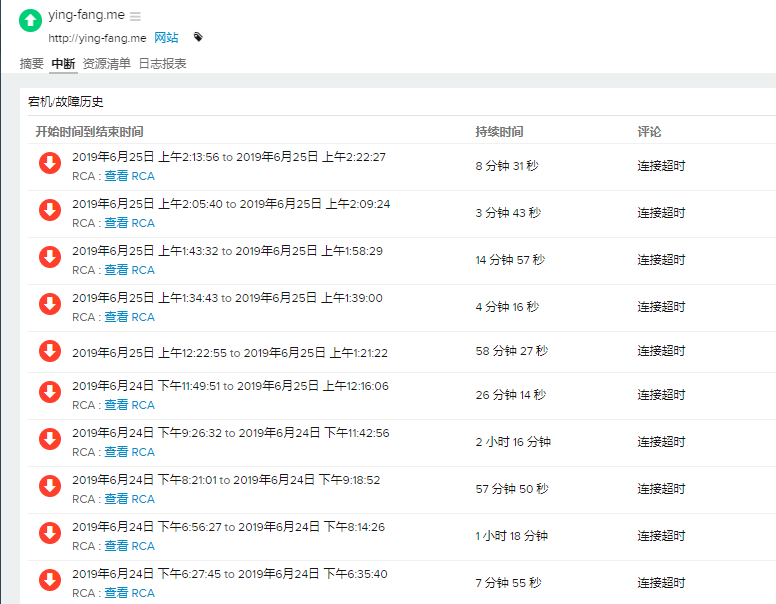 ying-fang.me
http://ying-fang.me 网站
摘要 中断 资源清单 日志报表
宕机/故障历史
开始时间到结束时间 持续时间 评论
2019年6月25日 上午2:13:56 to 2019年6月25日 上午2:22:27
8 分钟 31 秒 连接超时
RCA : 查看 RCA
2019年6月25日 上午2:05:40 to 2019年6月25日 上午2:09:24
3 分钟 43 秒 连接超时
RCA : 查看 RCA
2019年6月25日 上午1:43:32 to 2019年6月25日 上午1:58:29
14 分钟 57 秒 连接超时
RCA : 查看 RCA
2019年6月25日 上午1:34:43 to 2019年6月25日 上午1:39:00
4 分钟 16 秒 连接超时
RCA : 查看 RCA
2019年6月25日 上午12:22:55 to 2019年6月25日 上午1:21:22 58 分钟 27 秒 连接超时
2019年6月24日 下午11:49:51 to 2019年6月25日 上午12:16:06
26 分钟 14 秒 连接超时
RCA : 查看 RCA
2019年6月24日 下午9:26:32 to 2019年6月24日 下午11:42:56
2 小时 16 分钟 连接超时
RCA : 查看 RCA
2019年6月24日 下午8:21:01 to 2019年6月24日 下午9:18:52
57 分钟 50 秒 连接超时
RCA : 查看 RCA
2019年6月24日 下午6:56:27 to 2019年6月24日 下午8:14:26
1 小时 18 分钟 连接超时
RCA : 查看 RCA
2019年6月24日 下午6:27:45 to 2019年6月24日 下午6:35:40
7 分钟 55 秒 连接超时
RCA : 查看 RCA